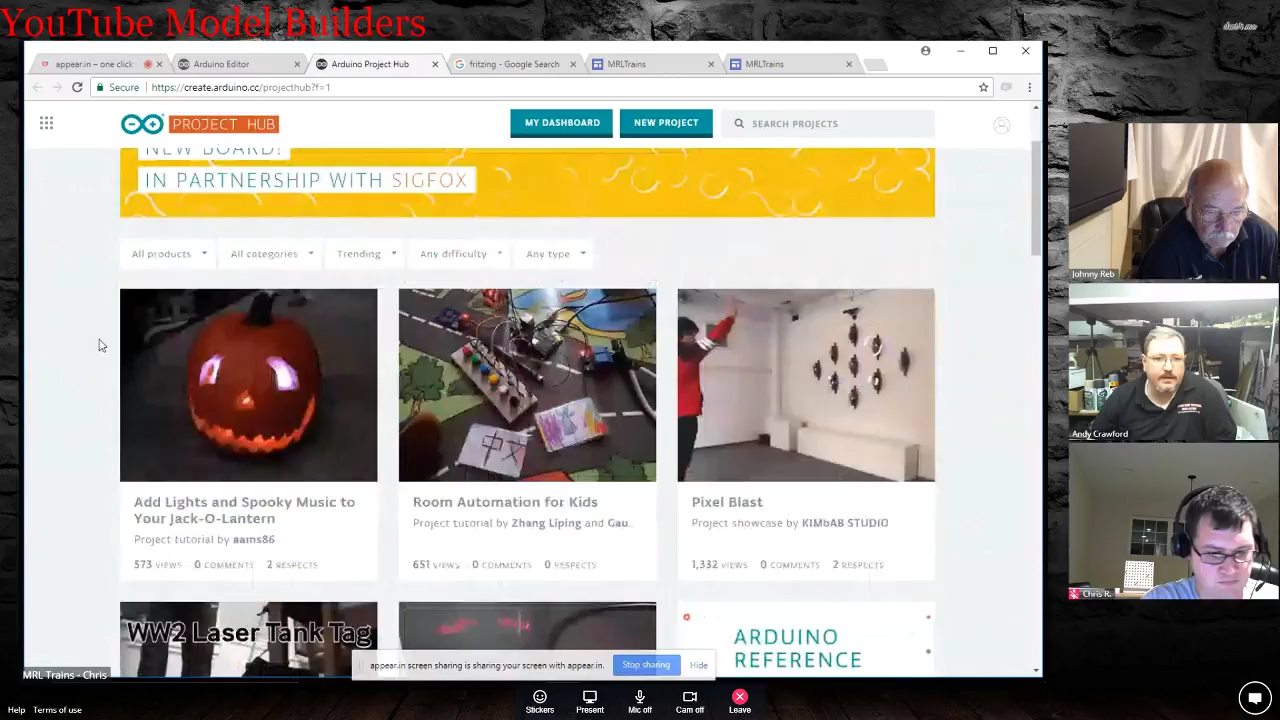 YouTube Model Builders
appear.in – one click
Arduino Editor
Arduino Project Hub
fritzing - Google Search
MRLTrains
MRLTrains
Secure
https://create.arduino.cc/projecthub?f=1
PROJECT HUB
MY DASHBOARD
NEW PROJECT
SEARCH PROJECTS
NEW BOARD!
IN PARTNERSHIP WITH SIGFOX
All products
All categories
Trending
Any difficulty
Any type
Add Lights and Spooky Music to
Your Jack-O-Lantern
Project tutorial by aams86
573 VIEWS 0 COMMENTS 2 RESPECTS
Room Automation for Kids
Project tutorial by Zhang Liping and Gau..
651 VIEWS 0 COMMENTS 0 RESPECTS
Pixel Blast
Project showcase by KIMbAB STUDIO
1,332 VIEWS 0 COMMENTS 2 RESPECTS
WW2 Laser Tank Tag
ARDUINO
REFERENCE
appear.in screen sharing is sharing your screen with appear.in.
Stop sharing
Hide
MRL Trains - Chris
Johnny Reb
Andy Crawford
Chris R.
Help
Terms of use
Stickers
Present
Mic off
Cam off
Leave